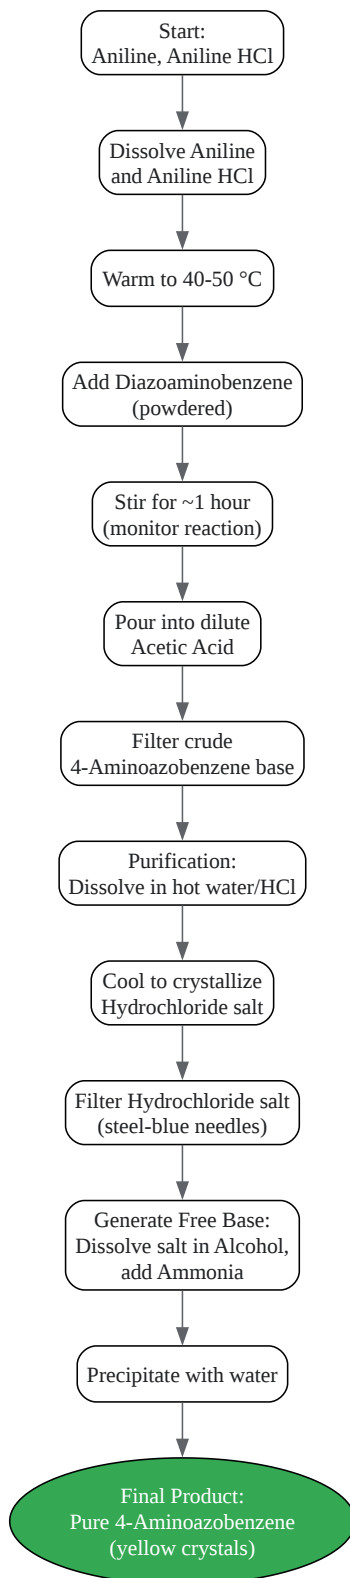 Start:
Aniline, Aniline HCl
Dissolve Aniline
and Aniline HCl
Warm to 40-50 °C
Add Diazoaminobenzene
(powdered)
Stir for ~1 hour
(monitor reaction)
Pour into dilute
Acetic Acid
Filter crude
4-Aminoazobenzene base
Purification:
Dissolve in hot water/HCl
Cool to crystallize
Hydrochloride salt
Filter Hydrochloride salt
(steel-blue needles)
Generate Free Base:
Dissolve salt in Alcohol,
add Ammonia
Precipitate with water
Final Product:
Pure 4-Aminoazobenzene
(yellow crystals)